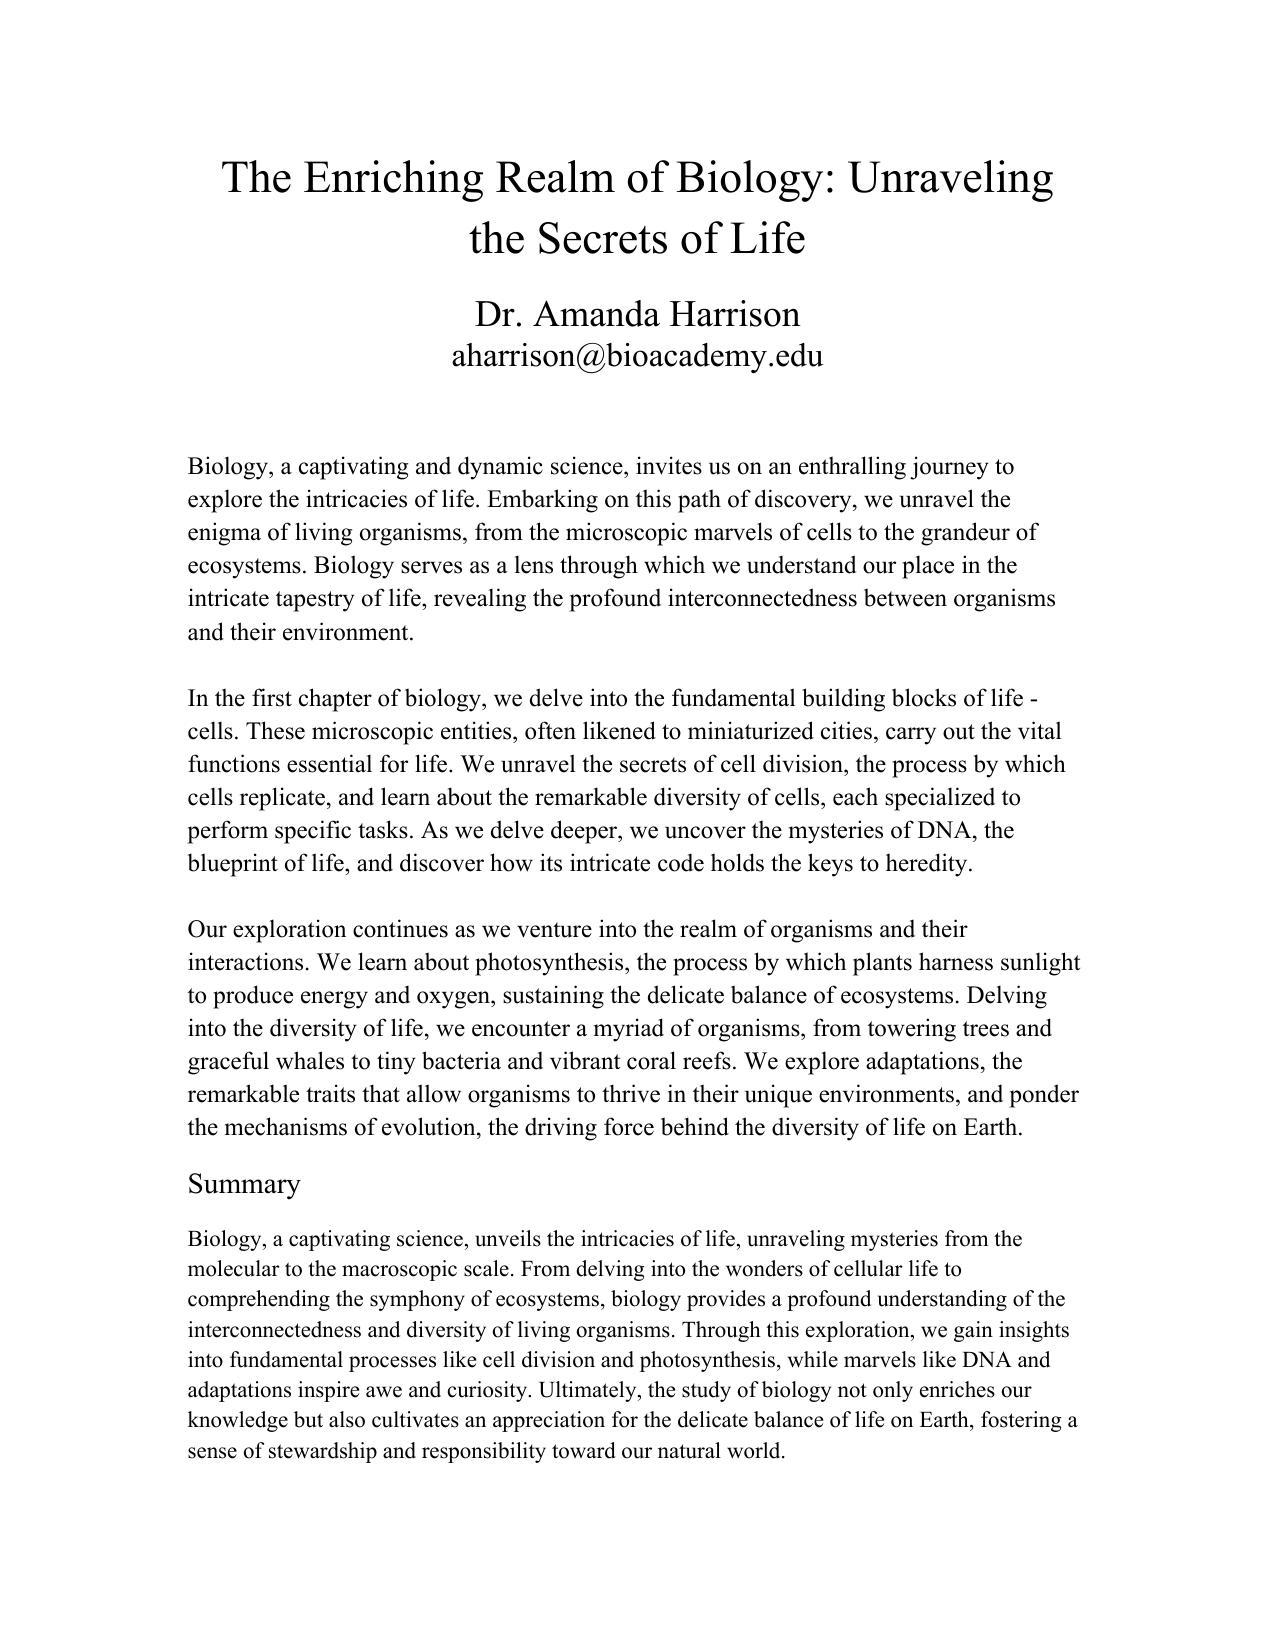 The Enriching Realm of Biology: Unraveling
the Secrets of Life
Dr. Amanda Harrison
aharrison@bioacademy.edu
Biology, a captivating and dynamic science, invites us on an enthralling journey to
explore the intricacies of life. Embarking on this path of discovery, we unravel the
enigma of living organisms, from the microscopic marvels of cells to the grandeur of
ecosystems. Biology serves as a lens through which we understand our place in the
intricate tapestry of life, revealing the profound interconnectedness between organisms
and their environment.
In the first chapter of biology, we delve into the fundamental building blocks of life -
cells. These microscopic entities, often likened to miniaturized cities, carry out the vital
functions essential for life. We unravel the secrets of cell division, the process by which
cells replicate, and learn about the remarkable diversity of cells, each specialized to
perform specific tasks. As we delve deeper, we uncover the mysteries of DNA, the
blueprint of life, and discover how its intricate code holds the keys to heredity.
Our exploration continues as we venture into the realm of organisms and their
interactions. We learn about photosynthesis, the process by which plants harness sunlight
to produce energy and oxygen, sustaining the delicate balance of ecosystems. Delving
into the diversity of life, we encounter a myriad of organisms, from towering trees and
graceful whales to tiny bacteria and vibrant coral reefs. We explore adaptations, the
remarkable traits that allow organisms to thrive in their unique environments, and ponder
the mechanisms of evolution, the driving force behind the diversity of life on Earth.
Summary
Biology, a captivating science, unveils the intricacies of life, unraveling mysteries from the
molecular to the macroscopic scale. From delving into the wonders of cellular life to
comprehending the symphony of ecosystems, biology provides a profound understanding of the
interconnectedness and diversity of living organisms. Through this exploration, we gain insights
into fundamental processes like cell division and photosynthesis, while marvels like DNA and
adaptations inspire awe and curiosity. Ultimately, the study of biology not only enriches our
knowledge but also cultivates an appreciation for the delicate balance of life on Earth, fostering a
sense of stewardship and responsibility toward our natural world.